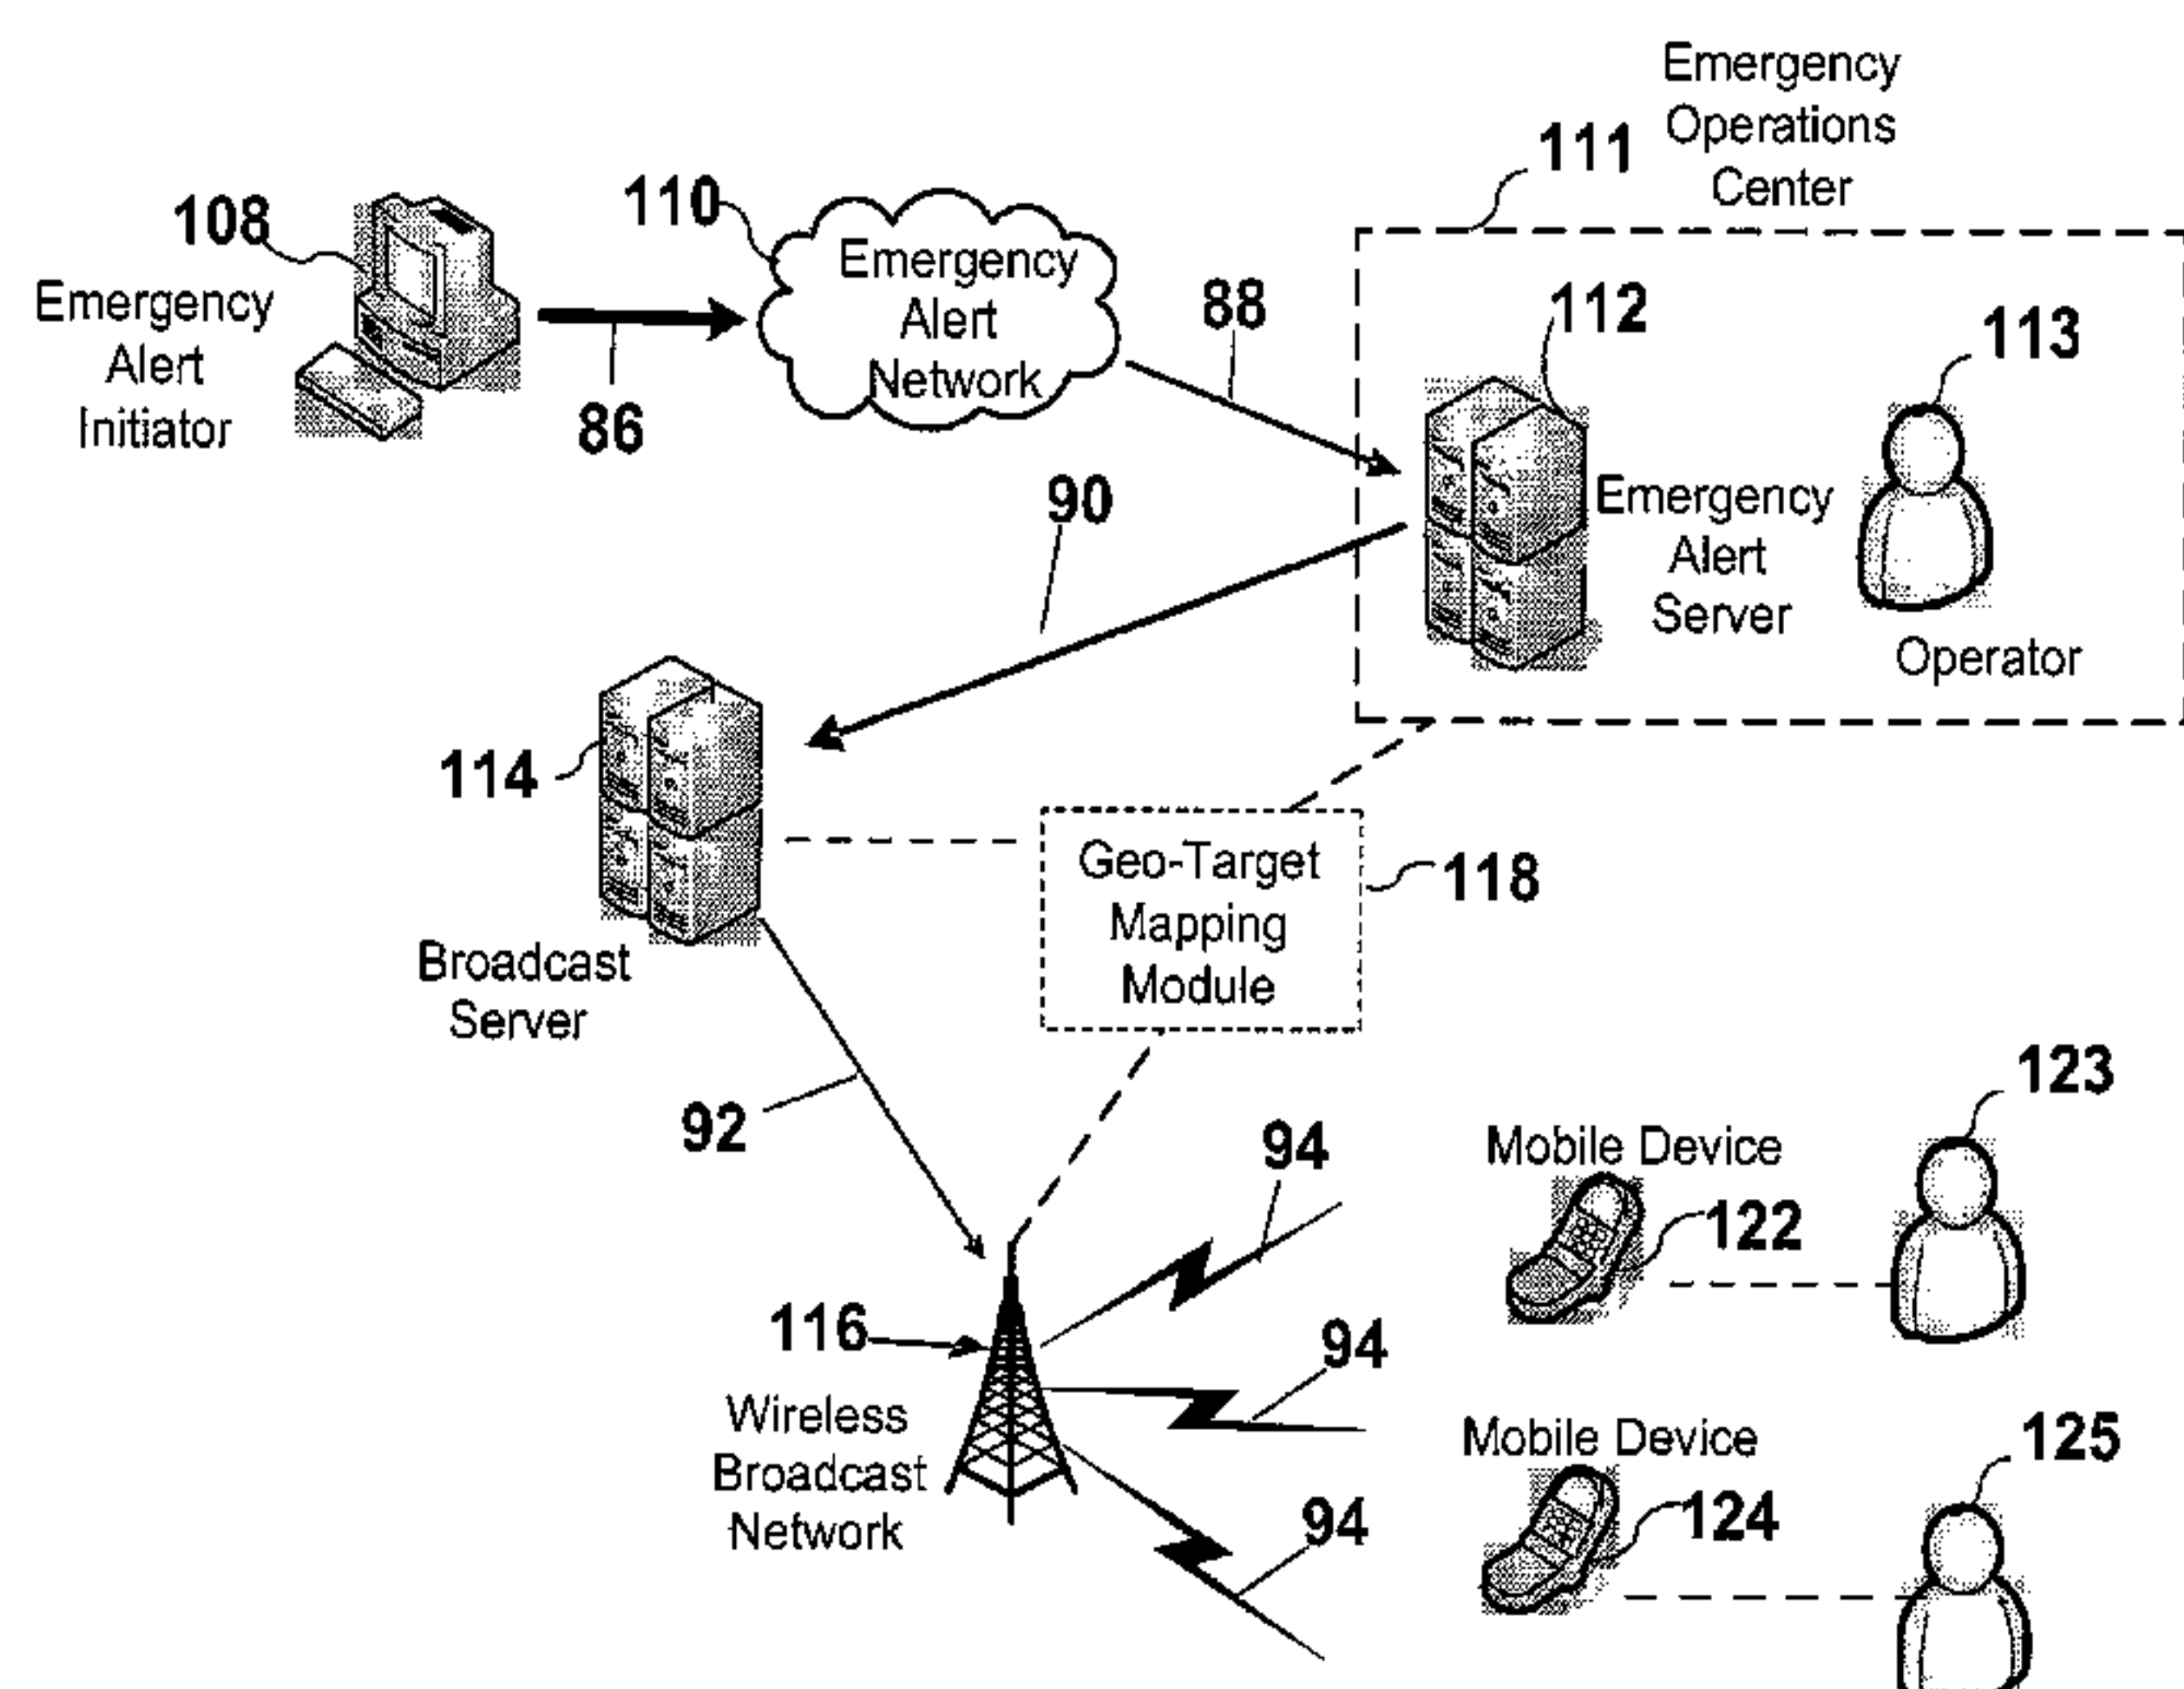 Emergency
Operations
Center
111
108
110
Emergency
Alert
Network
Emergency
Alert
Initiator
86
88
112
113
Emergency
Alert
Server
Operator
90
114
Broadcast
Server
Geo-Target
Mapping
Module
118
92
116
Wireless
Broadcast
Network
94
94
94
Mobile Device
122
123
Mobile Device
124
125